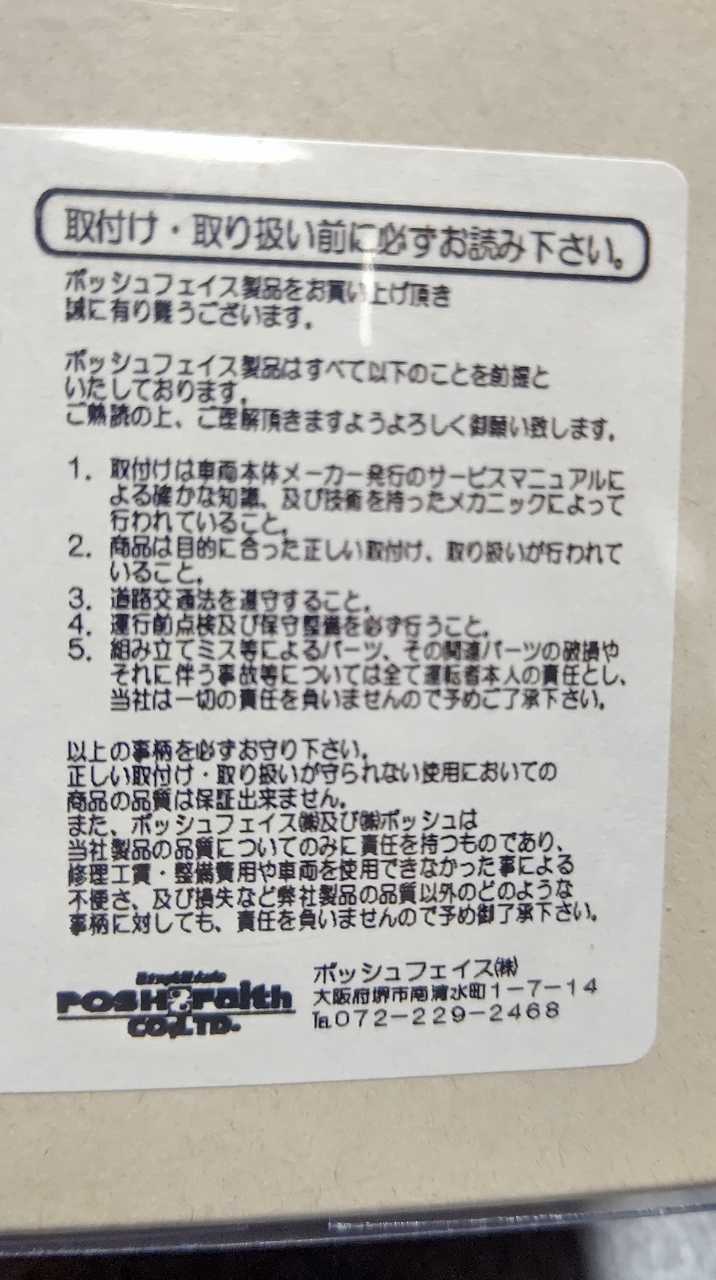 取付け・取り扱い前に必ずお読み下さい。
ポッシュフェイス製品をお買い上げ頂き
誠に有り難うございます。
ポッシュフェイス製品はすべて以下のことを前提と
いたしております。
ご熟読の上、ご理解頂きますようよろしく御願い致します。
1. 取付けは車両本体メーカー発行のサービスマニュアルに
よる確かな知識、及び技術を持ったメカニックによって
行われていること。
2. 商品は目的に合った正しい取付け、取り扱いが行われて
いること。
3. 道路交通法を遵守すること。
4. 運行前点検及び保守整備を必ず行うこと。
5. 組み立てミス等によるパーツ、その関連パーツの破損や
それに伴う事故等については全て運転者本人の責任とし、
当社は一切の責任を負いませんので予めご了承下さい。
以上の事柄を必ずお守り下さい。
正しい取付け・取り扱いが守られない使用においての
商品の品質は保証出来ません。
また、ポッシュフェイス㈱及び㈱ポッシュは
当社製品の品質についてのみに責任を持つものであり、
修理工賃・整備費用や車両を使用できなかった事による
不便さ、及び損失など弊社製品の品質以外のどのような
事柄に対しても、責任を負いませんので予め御了承下さい。
POSH Faith
CO.,LTD.
ポッシュフェイス㈱
大阪府堺市南清水町1-7-14
℡072-229-2468